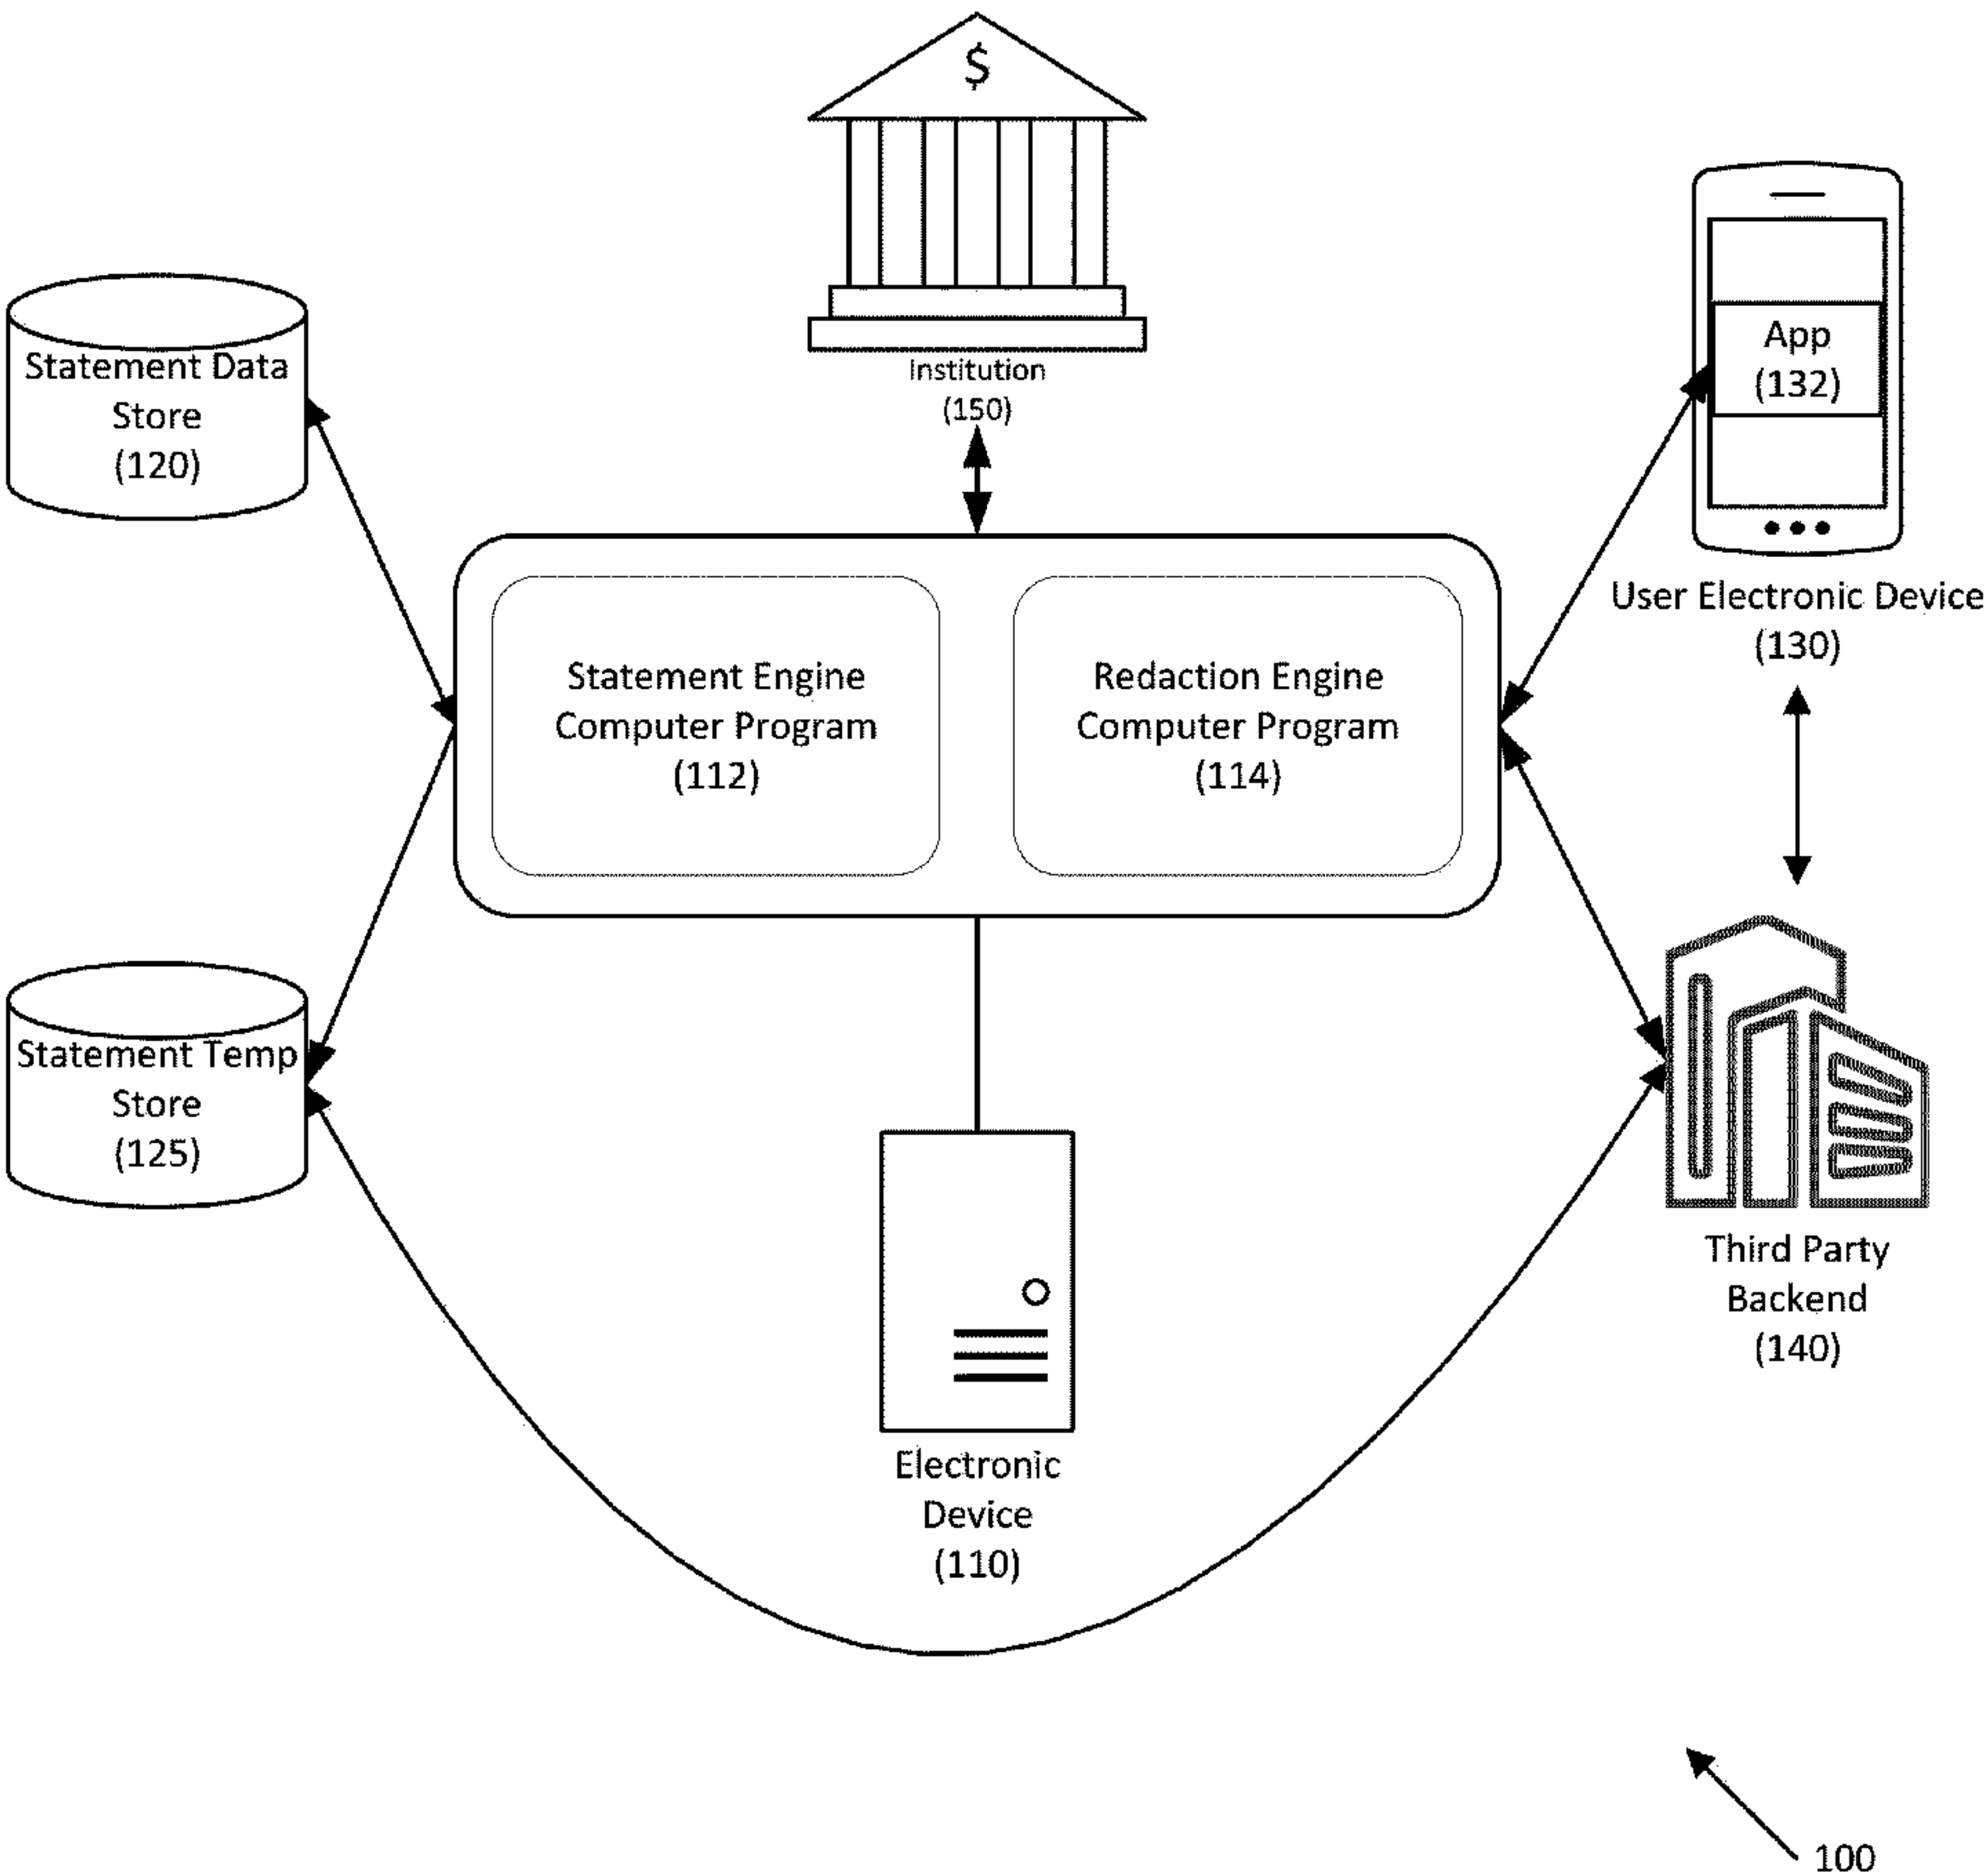 $
Institution
(150)
App
(132)
User Electronic Device
(130)
Statement Data
Store
(120)
Statement Engine
Computer Program
(112)
Redaction Engine
Computer Program
(114)
Statement Temp
Store
(125)
Third Party
Backend
(140)
Electronic
Device
(110)
100